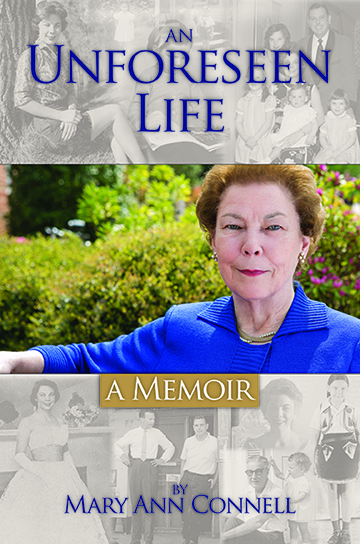 AN
UNFORESEEN
LIFE
A MEMOIR
BY
MARY ANN CONNELL